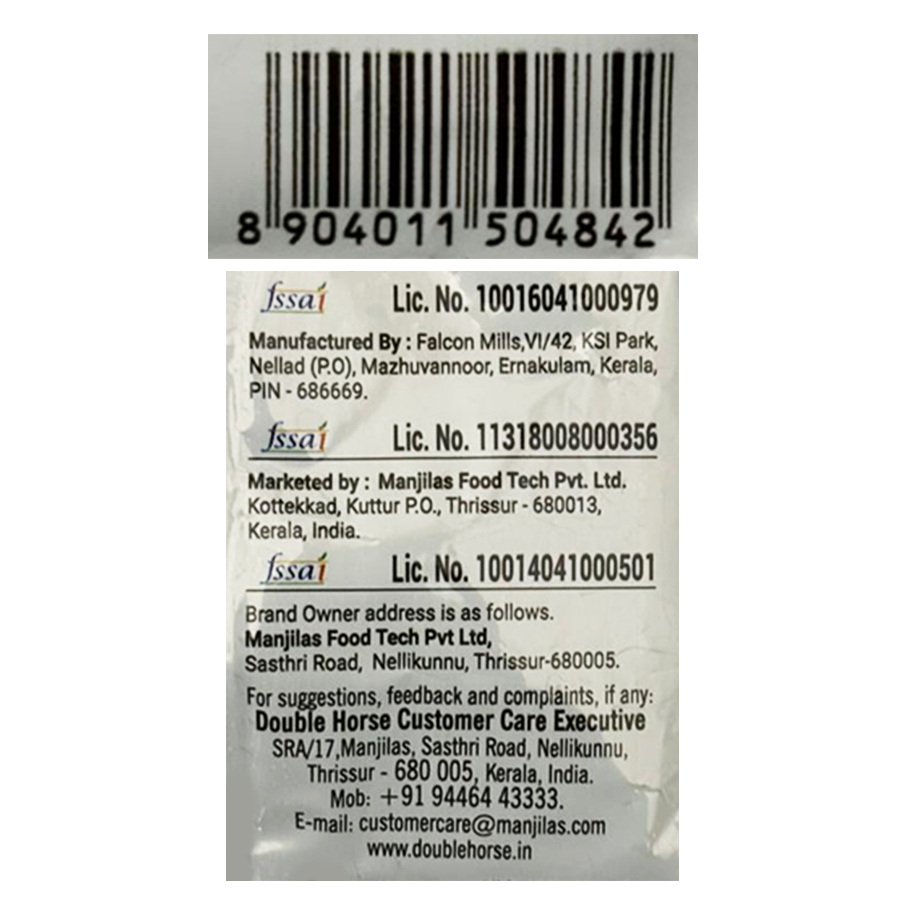 8 904011 504842
fssai Lic. No. 10016041000979
Manufactured By : Falcon Mills,VI/42, KSI Park,
Nellad (P.O), Mazhuvannoor, Ernakulam, Kerala,
PIN - 686669.
fssai Lic. No. 11318008000356
Marketed by : Manjilas Food Tech Pvt. Ltd.
Kottekkad, Kuttur P.O., Thrissur - 680013,
Kerala, India.
fssai Lic. No. 10014041000501
Brand Owner address is as follows.
Manjilas Food Tech Pvt Ltd,
Sasthri Road, Nellikunnu, Thrissur-680005.
For suggestions, feedback and complaints, if any:
Double Horse Customer Care Executive
SRA/17,Manjilas, Sasthri Road, Nellikunnu,
Thrissur - 680 005, Kerala, India.
Mob: +91 94464 43333.
E-mail: customercare@manjilas.com
www.doublehorse.in